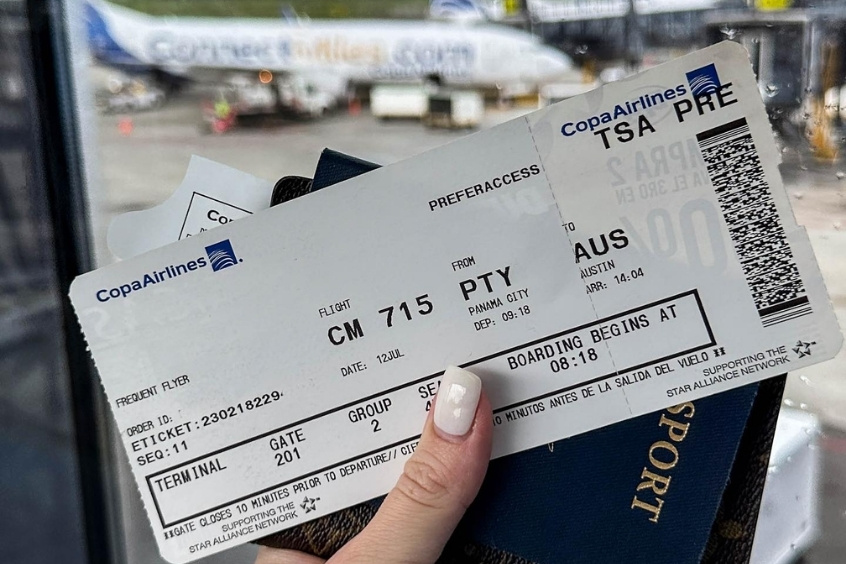 ConnectMiles.com
CopaAirlines
TSA PRE
PREFERACCESS
CopaAirlines
FLIGHT
CM 715
DATE: 12JUL
FROM
PTY
PANAMA CITY
DEP: 09:18
TO
AUS
AUSTIN
ARR: 14:04
FREQUENT FLYER
ORDER ID:
ETICKET:230218229
SEQ:11
TERMINAL
GATE
201
GROUP
2
BOARDING BEGINS AT
08:18
GATE CLOSES 10 MINUTES PRIOR TO DEPARTURE//
10 MINUTOS ANTES DE LA SALIDA DEL VUELO
SUPPORTING THE
STAR ALLIANCE NETWORK
SUPPORTING THE
STAR ALLIANCE NETWORK
SPORT